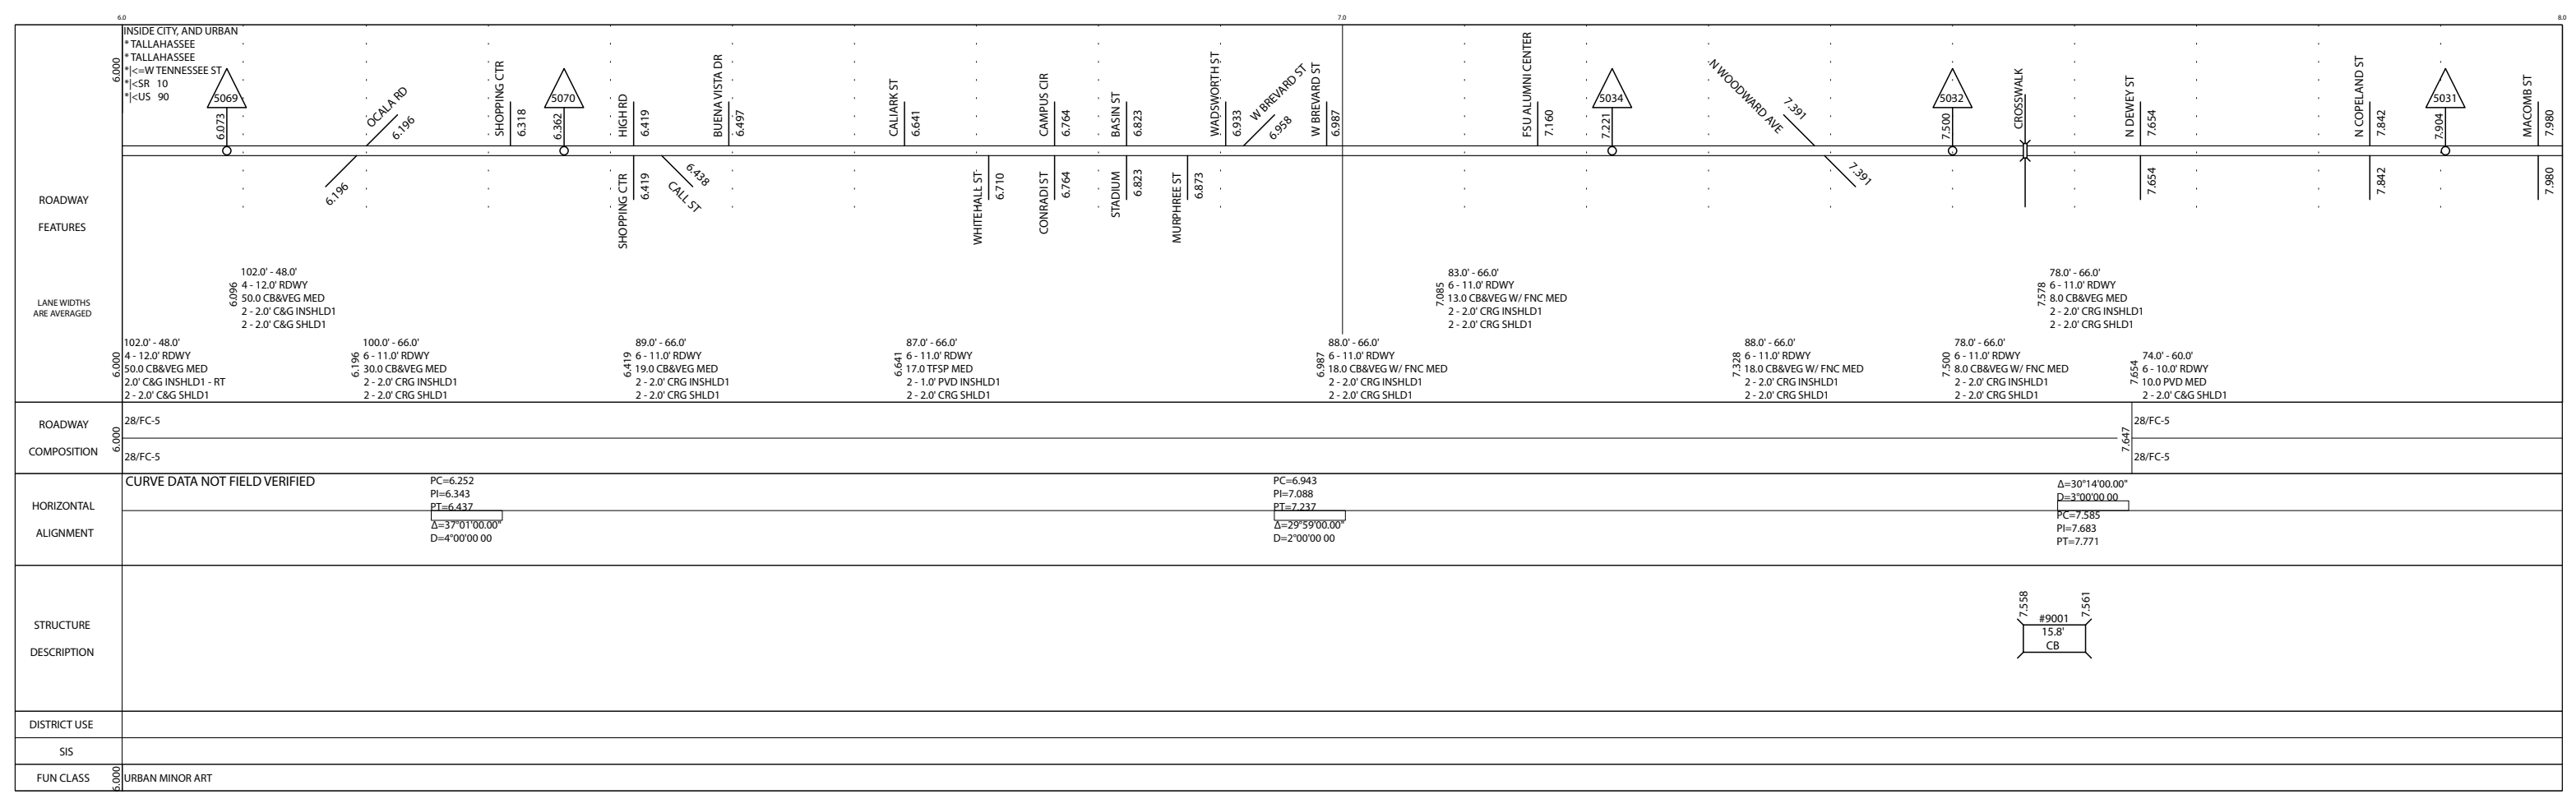 6.0
7.0
8.0
INSIDE CITY, AND URBAN
* TALLAHASSEE
* TALLAHASSEE
*|<=W TENNESSEE ST
*|<SR 10
*|<US 90
6.000
5069
6.073
OCALA RD
6.196
6.196
SHOPPING CTR
6.318
5070
6.362
HIGH RD
6.419
SHOPPING CTR
6.419
6.438
CALL ST
BUENA VISTA DR
6.497
CALIARK ST
6.641
WHITEHALL ST
6.710
CAMPUS CIR
6.764
CONRADI ST
6.764
BASIN ST
6.823
STADIUM
6.823
MURPHREE ST
6.873
WADSWORTH ST
6.933
W BREVARD ST
6.958
W BREVARD ST
6.987
FSU ALUMNI CENTER
7.160
5034
7.221
N WOODWARD AVE
7.391
7.391
5032
7.500
CROSSWALK
N DEWEY ST
7.654
7.654
N COPELAND ST
7.842
7.842
5031
7.904
MACOMB ST
7.980
7.980
ROADWAY
FEATURES
LANE WIDTHS
ARE AVERAGED
6.096
102.0' - 48.0'
4 - 12.0' RDWY
50.0 CB&VEG MED
2 - 2.0' C&G INSHLD1
2 - 2.0' C&G SHLD1
7.085
83.0' - 66.0'
6 - 11.0' RDWY
13.0 CB&VEG W/ FNC MED
2 - 2.0' CRG INSHLD1
2 - 2.0' CRG SHLD1
7.578
78.0' - 66.0'
6 - 11.0' RDWY
8.0 CB&VEG MED
2 - 2.0' CRG INSHLD1
2 - 2.0' CRG SHLD1
6.000
102.0' - 48.0'
4 - 12.0' RDWY
50.0 CB&VEG MED
2.0' C&G INSHLD1 - RT
2 - 2.0' C&G SHLD1
6.196
100.0' - 66.0'
6 - 11.0' RDWY
30.0 CB&VEG MED
2 - 2.0' CRG INSHLD1
2 - 2.0' CRG SHLD1
6.419
89.0' - 66.0'
6 - 11.0' RDWY
19.0 CB&VEG MED
2 - 2.0' CRG INSHLD1
2 - 2.0' CRG SHLD1
6.641
87.0' - 66.0'
6 - 11.0' RDWY
17.0 TFSP MED
2 - 1.0' PVD INSHLD1
2 - 2.0' CRG SHLD1
6.987
88.0' - 66.0'
6 - 11.0' RDWY
18.0 CB&VEG W/ FNC MED
2 - 2.0' CRG INSHLD1
2 - 2.0' CRG SHLD1
7.328
88.0' - 66.0'
6 - 11.0' RDWY
18.0 CB&VEG W/ FNC MED
2 - 2.0' CRG INSHLD1
2 - 2.0' CRG SHLD1
7.500
78.0' - 66.0'
6 - 11.0' RDWY
8.0 CB&VEG W/ FNC MED
2 - 2.0' CRG INSHLD1
2 - 2.0' CRG SHLD1
7.654
74.0' - 60.0'
6 - 10.0' RDWY
10.0 PVD MED
2 - 2.0' C&G SHLD1
ROADWAY
COMPOSITION
6.000
28/FC-5
28/FC-5
7.647
28/FC-5
28/FC-5
HORIZONTAL
ALIGNMENT
CURVE DATA NOT FIELD VERIFIED
PC=6.252
PI=6.343
PT=6.437
Δ=37°01'00.00"
D=4°00'00 00
PC=6.943
PI=7.088
PT=7.237
Δ=29°59'00.00"
D=2°00'00 00
Δ=30°14'00.00"
D=3°00'00 00
PC=7.585
PI=7.683
PT=7.771
STRUCTURE
DESCRIPTION
7.558
7.561
#9001
15.8'
CB
DISTRICT USE
SIS
FUN CLASS
6.000
URBAN MINOR ART